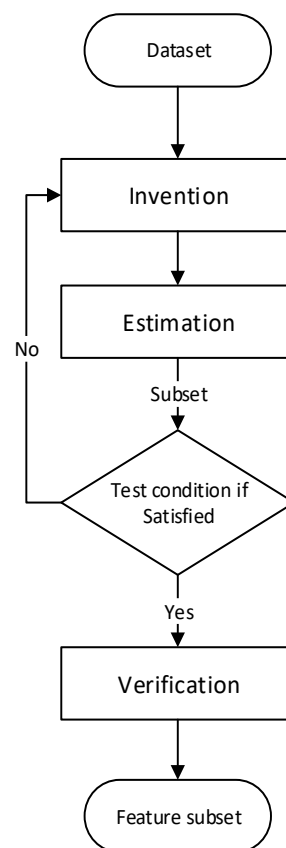 Dataset
Invention
Estimation
No
Subset
Test condition if
Satisfied
Yes
Verification
Feature subset